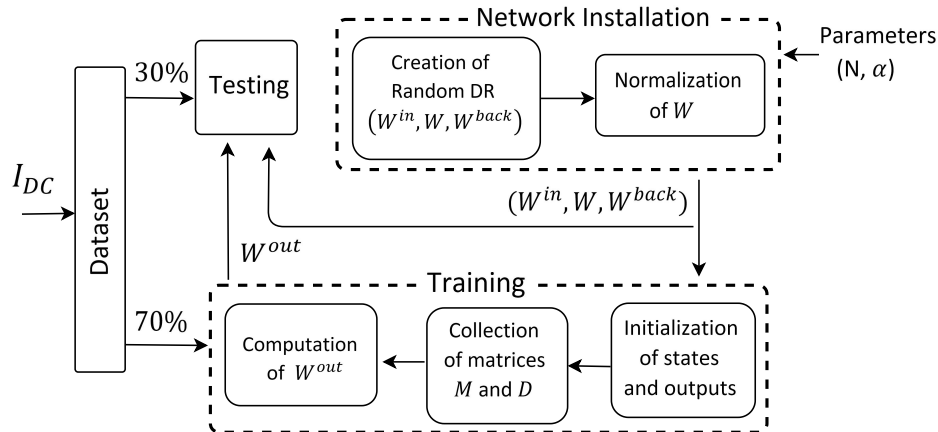 Network Installation
Parameters
(N, α)
30%
Testing
Creation of
Random DR
(W^in, W, W^back)
Normalization
of W
I_DC
Dataset
(W^in, W, W^back)
W^out
Training
70%
Computation
of W^out
Collection
of matrices
M and D
Initialization
of states
and outputs